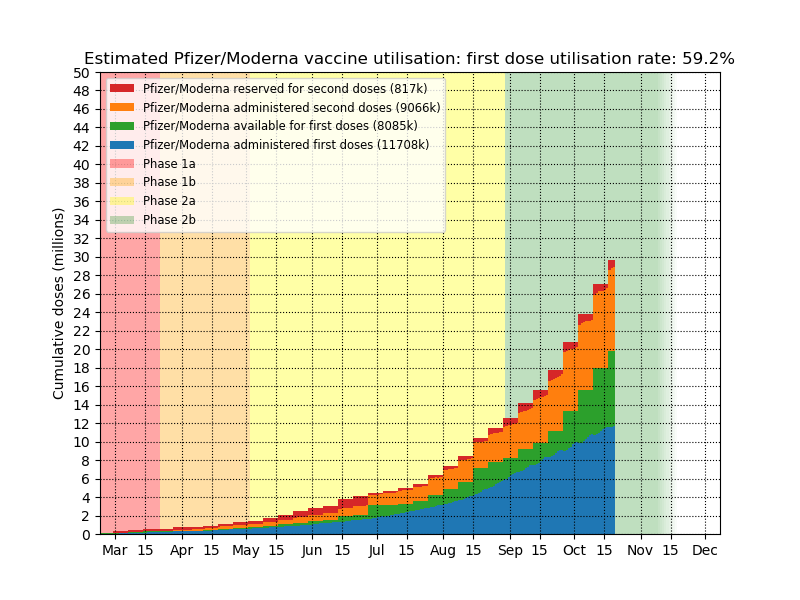 Estimated Pfizer/Moderna vaccine utilisation: first dose utilisation rate: 59.2%
Cumulative doses (millions)
50
48
46
44
42
40
38
36
34
32
30
28
26
24
22
20
18
16
14
12
10
8
6
4
2
0
Pfizer/Moderna reserved for second doses (817k)
Pfizer/Moderna administered second doses (9066k)
Pfizer/Moderna available for first doses (8085k)
Pfizer/Moderna administered first doses (11708k)
Phase 1a
Phase 1b
Phase 2a
Phase 2b
Mar 15 Apr 15 May 15 Jun 15 Jul 15 Aug 15 Sep 15 Oct 15 Nov 15 Dec